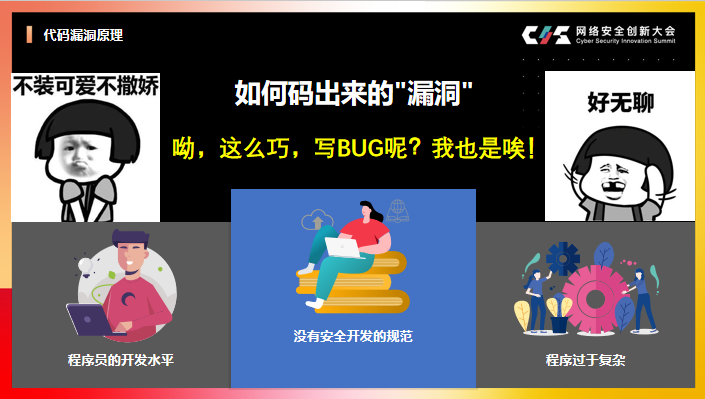 代码漏洞原理
CIS 网络安全创新大会
Cyber Security Innovation Summit
不装可爱不撒娇
如何码出来的"漏洞"
好无聊
呦，这么巧，写BUG呢？我也是唉！
程序员的开发水平
没有安全开发的规范
程序过于复杂